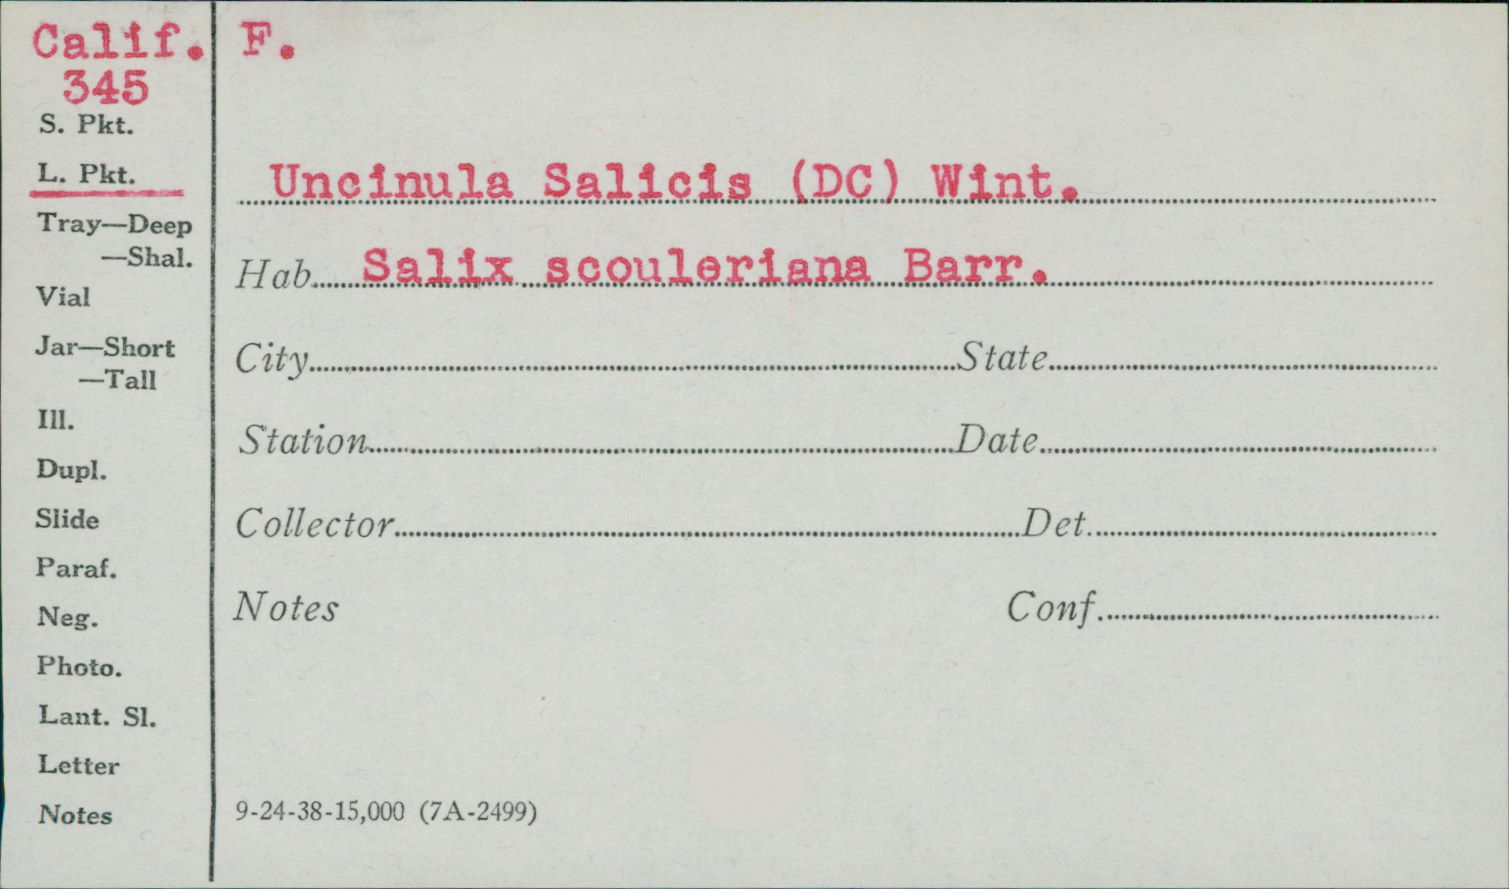 Calif. F.
345
S. Pkt.
L. Pkt.
Tray—Deep
—Shal.
Vial
Jar—Short
—Tall
Ill.
Dupl.
Slide
Paraf.
Neg.
Photo.
Lant. Sl.
Letter
Notes
Uncinula Salicis (DC) Wint.
Hab. Salix scouleriana Barr.
City State
Station Date
Collector Det.
Notes Conf.
9-24-38-15,000 (7A-2499)